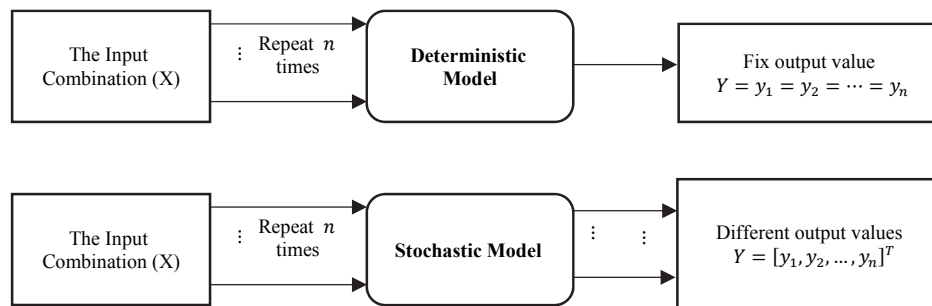 The Input
Combination (X)
⋮ Repeat n
times
Deterministic
Model
Fix output value
Y = y₁ = y₂ = ⋯ = yₙ
The Input
Combination (X)
⋮ Repeat n
times
Stochastic Model
⋮ ⋮
Different output values
Y = [y₁, y₂, …, yₙ]ᵀ